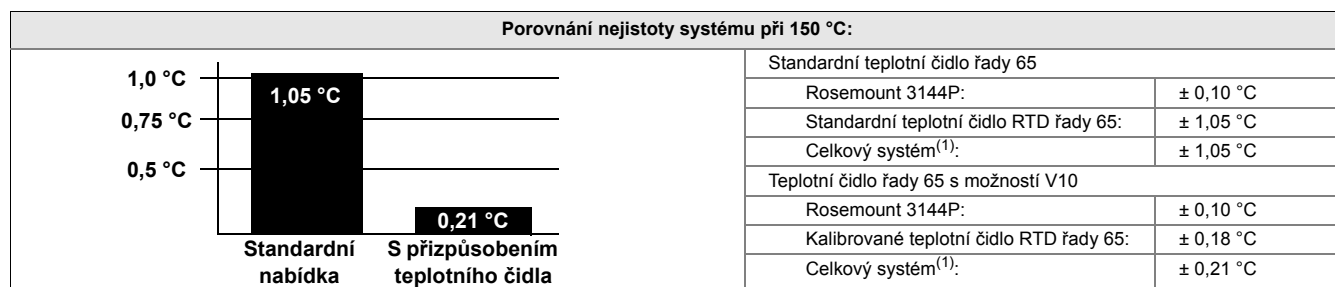 Porovnání nejistoty systému při 150 °C:
1,0 °C
0,75 °C
0,5 °C
1,05 °C
0,21 °C
Standardní
nabídka
S přizpůsobením
teplotního čidla
Standardní teplotní čidlo řady 65
Rosemount 3144P: ± 0,10 °C
Standardní teplotní čidlo RTD řady 65: ± 1,05 °C
Celkový systém(1): ± 1,05 °C
Teplotní čidlo řady 65 s možností V10
Rosemount 3144P: ± 0,10 °C
Kalibrované teplotní čidlo RTD řady 65: ± 0,18 °C
Celkový systém(1): ± 0,21 °C